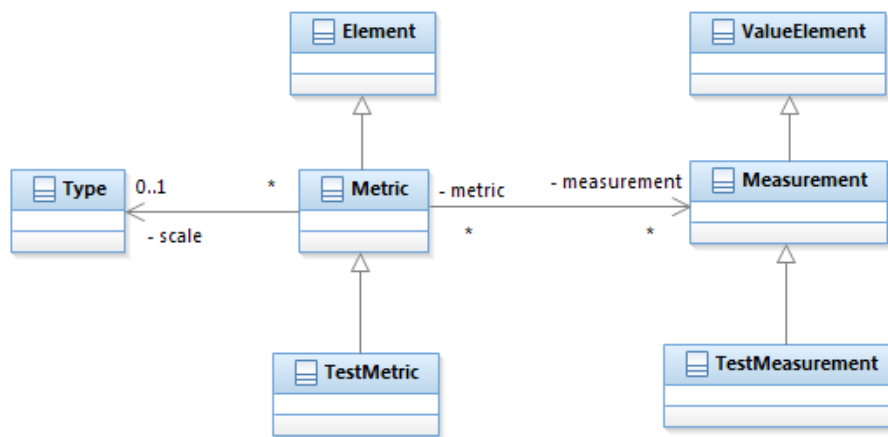 Element
ValueElement
Type
0..1
*
Metric
- metric
- measurement
Measurement
- scale
*
*
TestMetric
TestMeasurement